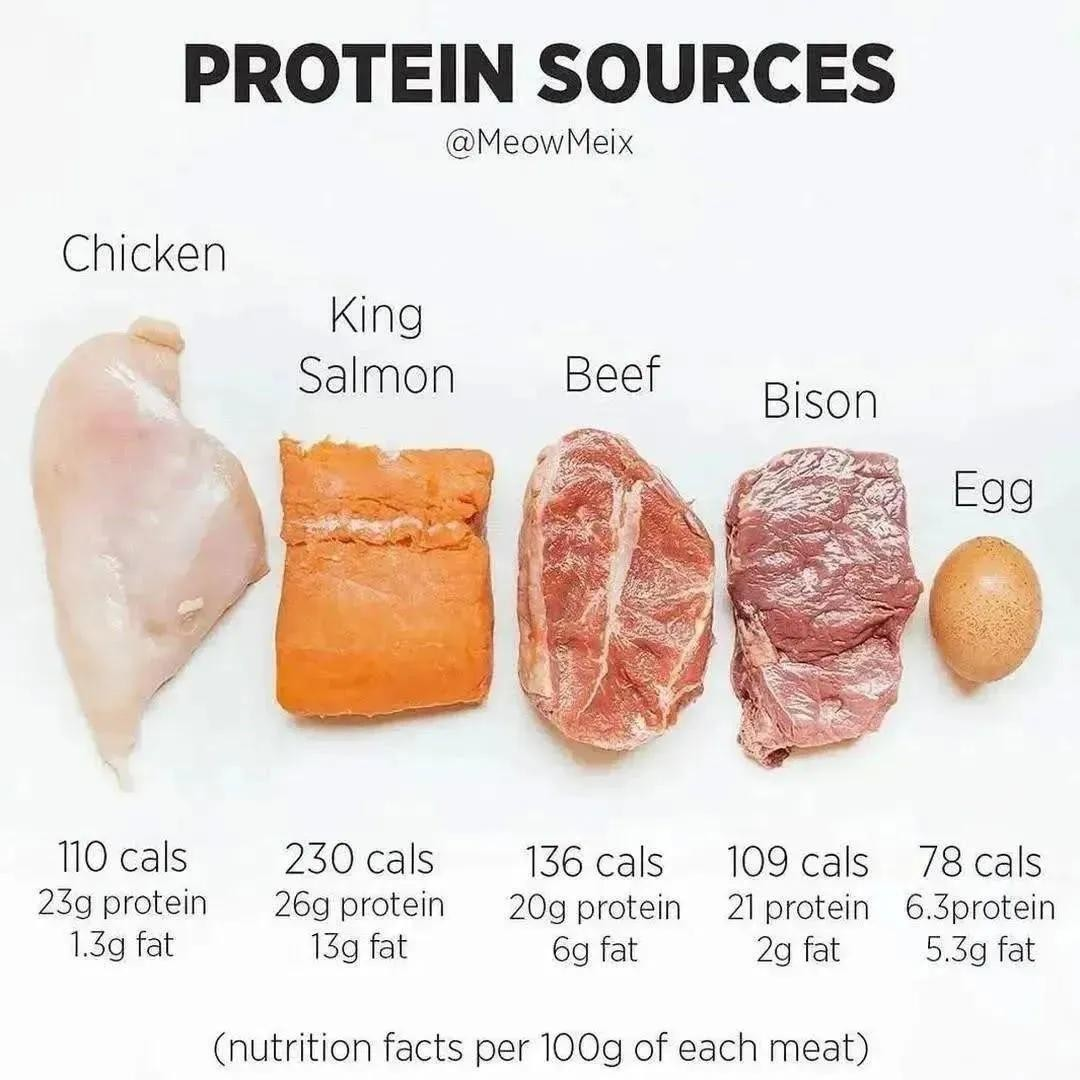 PROTEIN SOURCES
@MeowMeix
Chicken
King
Salmon
Beef
Bison
Egg
110 cals
23g protein
1.3g fat
230 cals
26g protein
13g fat
136 cals
20g protein
6g fat
109 cals
21 protein
2g fat
78 cals
6.3protein
5.3g fat
(nutrition facts per 100g of each meat)